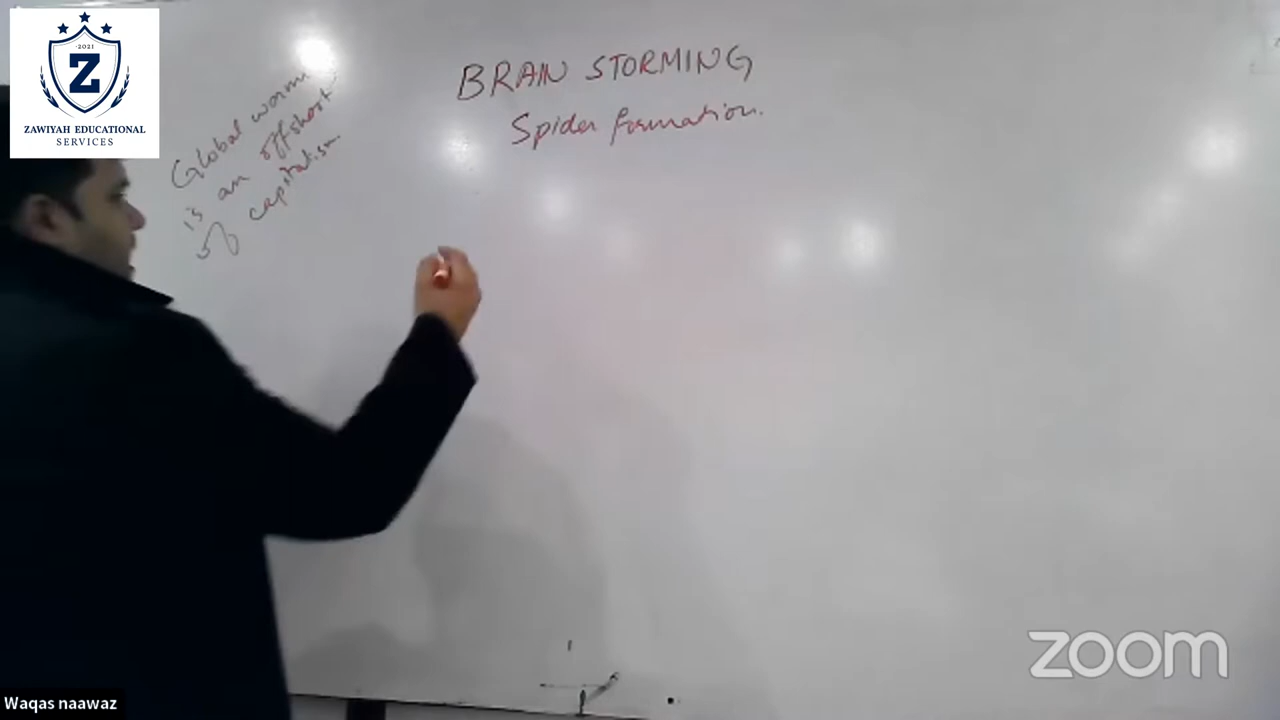 ·2021·
Z
ZAWIYAH EDUCATIONAL
SERVICES
BRAIN STORMING
Spider formation.
Global warm
is an offshoot
of capitalism
zoom
Waqas naawaz